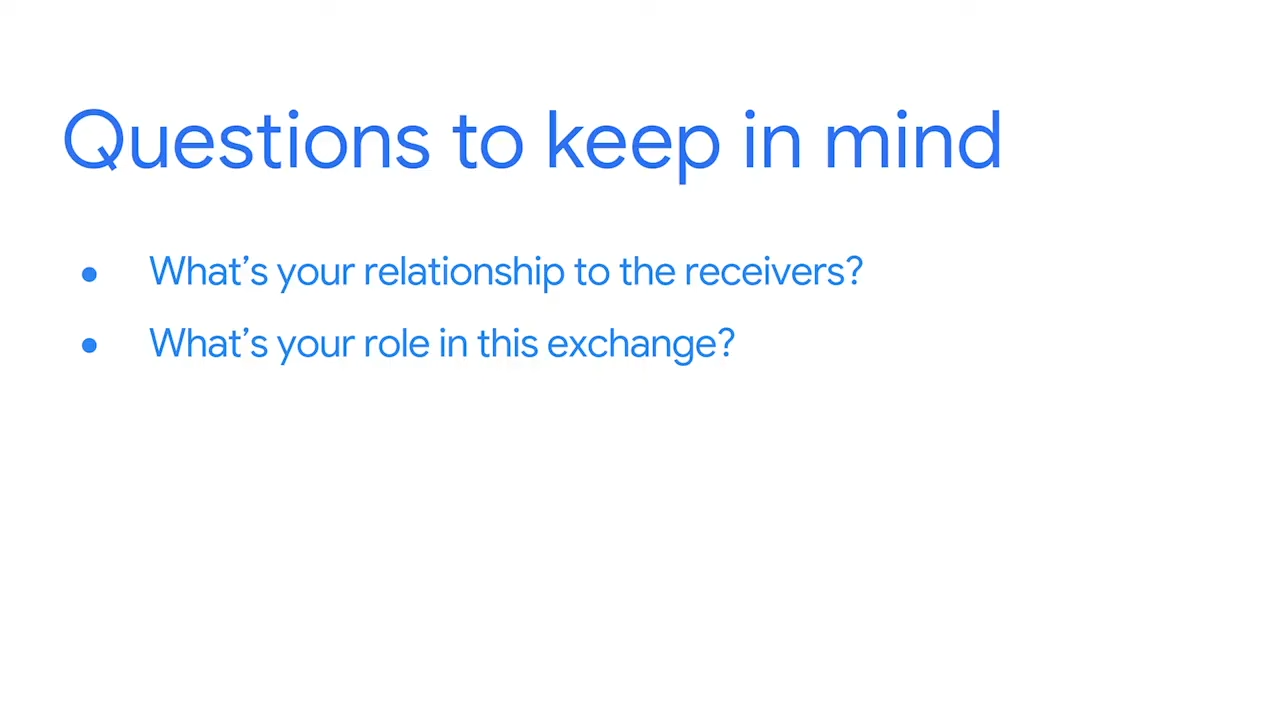 Questions to keep in mind
● What’s your relationship to the receivers?
● What’s your role in this exchange?